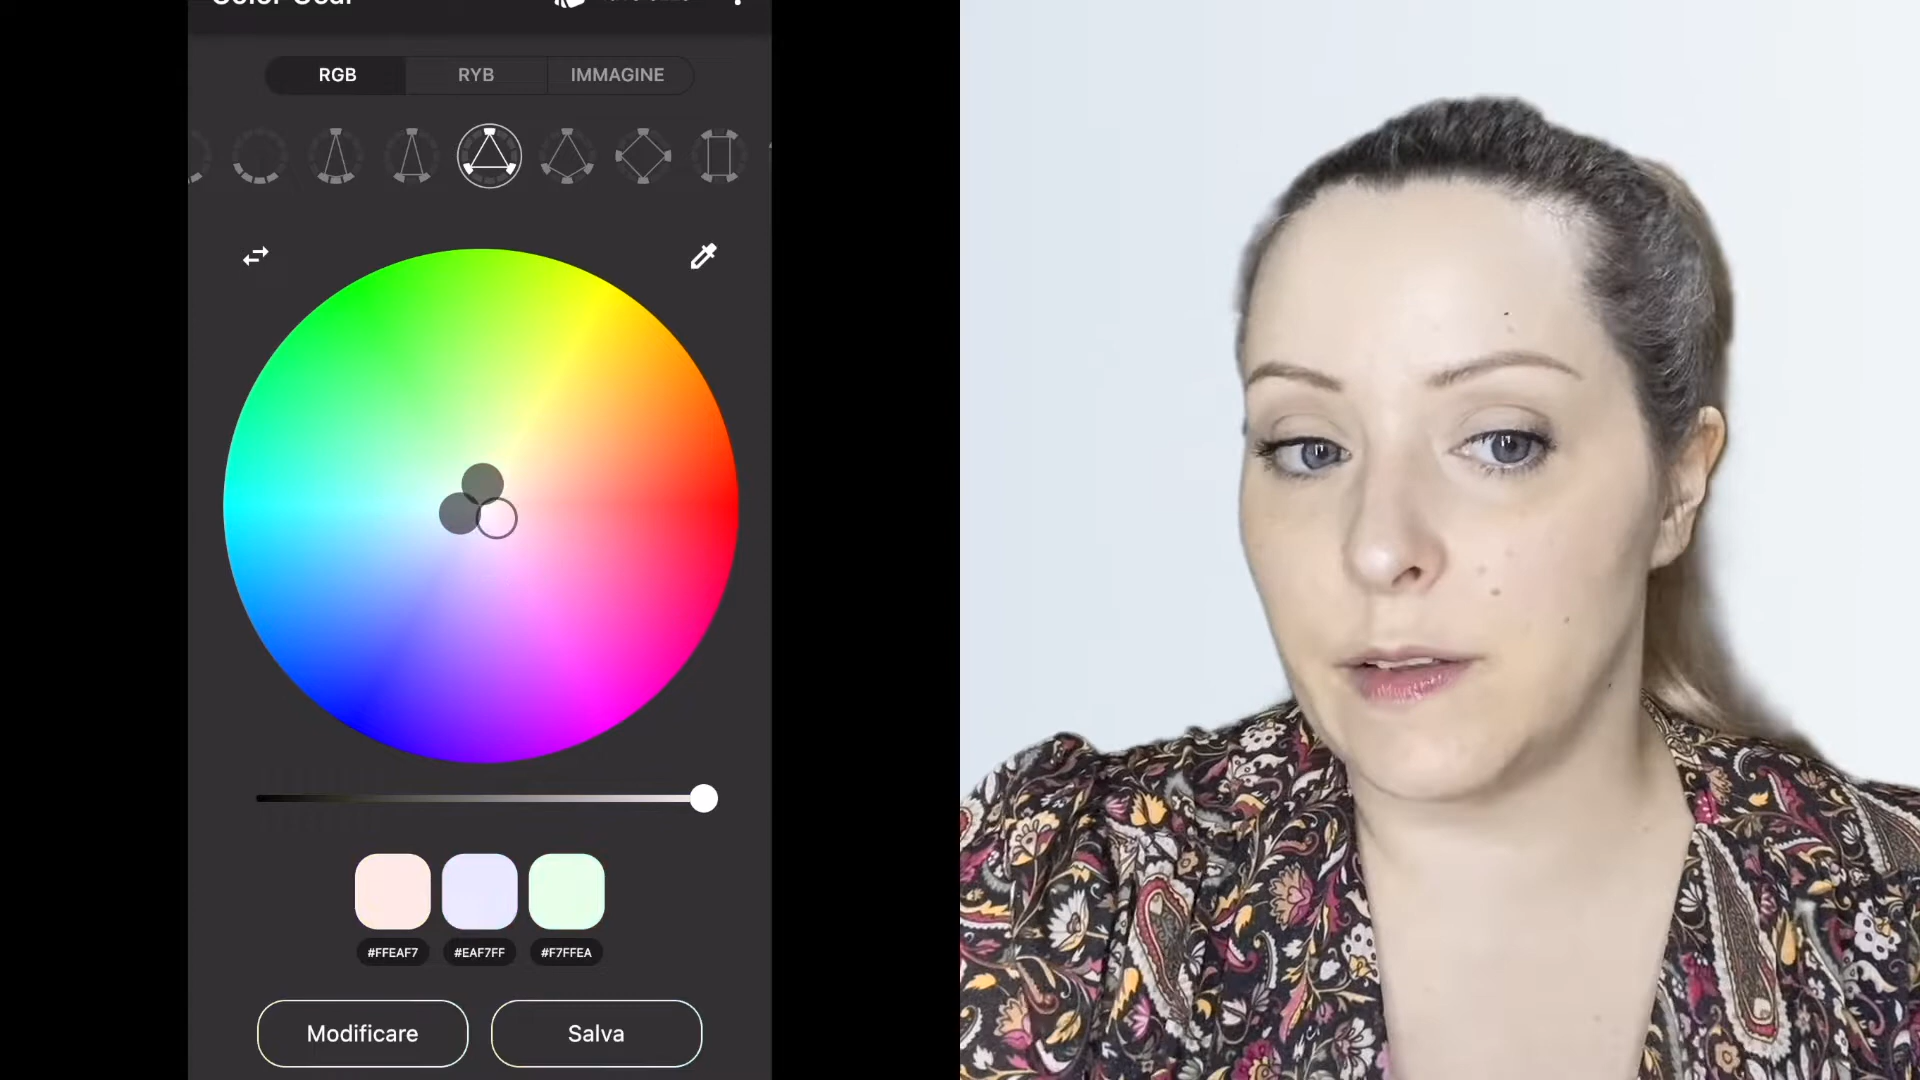 RGB RYB IMMAGINE
#FFEAF7 #EAF7FF #F7FFEA
Modificare Salva